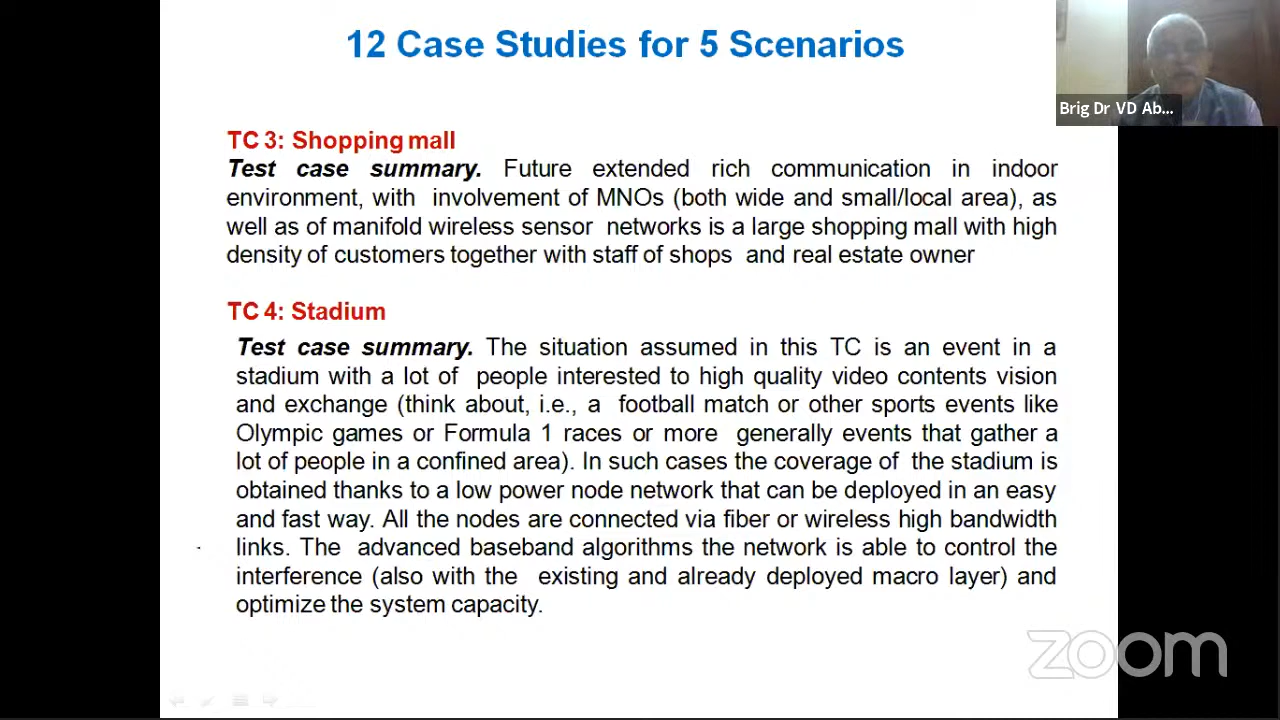 12 Case Studies for 5 Scenarios
Brig Dr VD Ab...
TC 3: Shopping mall
Test case summary. Future extended rich communication in indoor
environment, with involvement of MNOs (both wide and small/local area), as
well as of manifold wireless sensor networks is a large shopping mall with high
density of customers together with staff of shops and real estate owner
TC 4: Stadium
Test case summary. The situation assumed in this TC is an event in a
stadium with a lot of people interested to high quality video contents vision
and exchange (think about, i.e., a football match or other sports events like
Olympic games or Formula 1 races or more generally events that gather a
lot of people in a confined area). In such cases the coverage of the stadium is
obtained thanks to a low power node network that can be deployed in an easy
and fast way. All the nodes are connected via fiber or wireless high bandwidth
links. The advanced baseband algorithms the network is able to control the
interference (also with the existing and already deployed macro layer) and
optimize the system capacity.
zoom